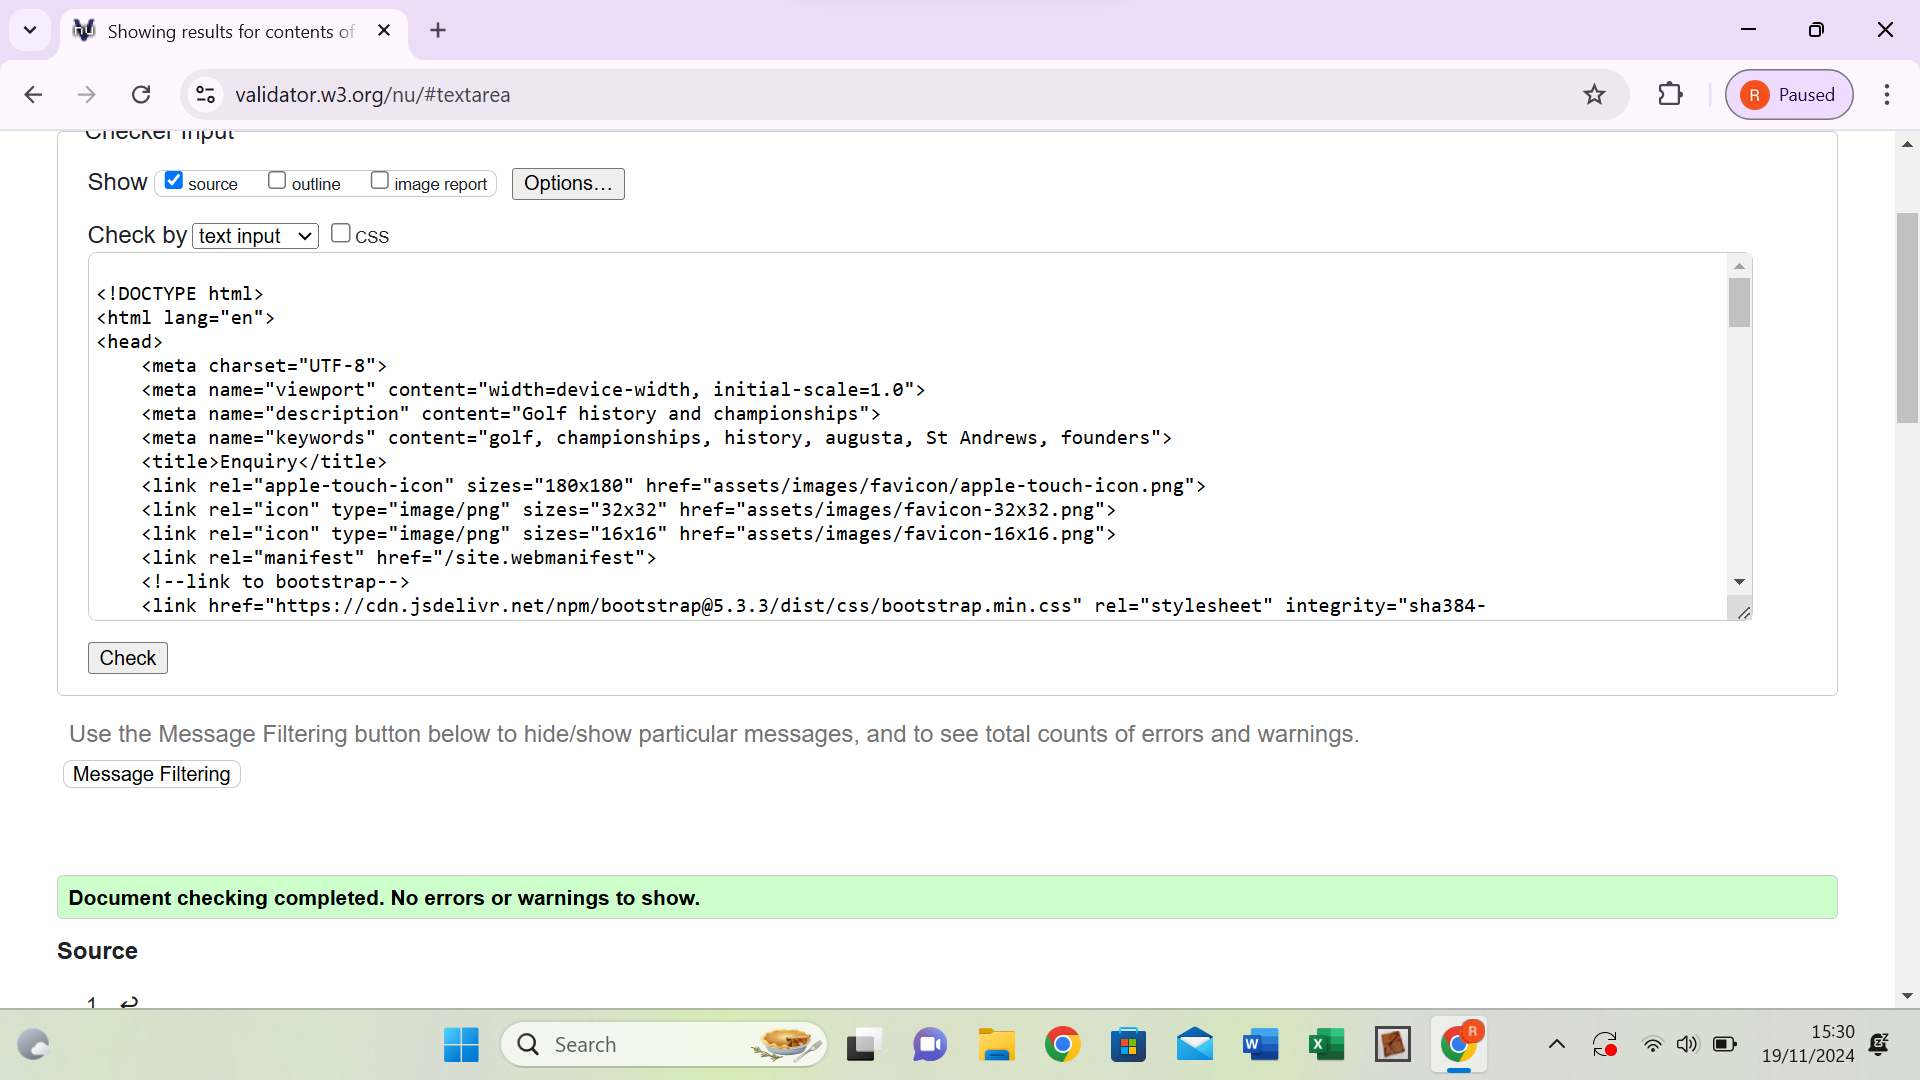 Showing results for contents of
validator.w3.org/nu/#textarea
R Paused
Checker Input
Show source outline image report Options...
Check by text input CSS
<!DOCTYPE html>
<html lang="en">
<head>
    <meta charset="UTF-8">
    <meta name="viewport" content="width=device-width, initial-scale=1.0">
    <meta name="description" content="Golf history and championships">
    <meta name="keywords" content="golf, championships, history, augusta, St Andrews, founders">
    <title>Enquiry</title>
    <link rel="apple-touch-icon" sizes="180x180" href="assets/images/favicon/apple-touch-icon.png">
    <link rel="icon" type="image/png" sizes="32x32" href="assets/images/favicon-32x32.png">
    <link rel="icon" type="image/png" sizes="16x16" href="assets/images/favicon-16x16.png">
    <link rel="manifest" href="/site.webmanifest">
    <!--link to bootstrap-->
    <link href="https://cdn.jsdelivr.net/npm/bootstrap@5.3.3/dist/css/bootstrap.min.css" rel="stylesheet" integrity="sha384-
Check
Use the Message Filtering button below to hide/show particular messages, and to see total counts of errors and warnings.
Message Filtering
Document checking completed. No errors or warnings to show.
Source
1. ↩
Search
15:30
19/11/2024